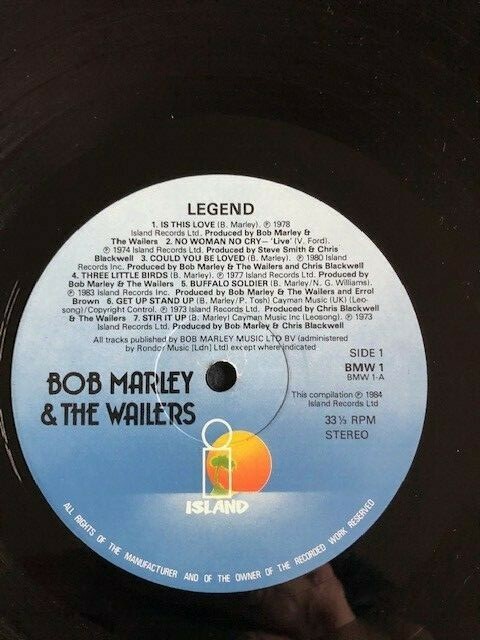 LEGEND
1. IS THIS LOVE (B. Marley). ℗ 1978
Island Records Ltd. Produced by Bob Marley &
The Wailers 2. NO WOMAN NO CRY—'Live' (V. Ford).
℗ 1974 Island Records Ltd. Produced by Steve Smith & Chris
Blackwell 3. COULD YOU BE LOVED (B. Marley). ℗ 1980 Island
Records Inc. Produced by Bob Marley & The Wailers and Chris Blackwell
4. THREE LITTLE BIRDS (B. Marley). ℗ 1977 Island Records Ltd. Produced by
Bob Marley & The Wailers 5. BUFFALO SOLDIER (B. Marley/N. G. Williams).
℗ 1983 Island Records Inc. Produced by Bob Marley & The Wailers and Errol
Brown 6. GET UP STAND UP (B. Marley/P. Tosh) Cayman Music (UK) (Leo-
song)/Copyright Control. ℗ 1973 Island Records Ltd. Produced by Chris Blackwell
& The Wailers 7. STIR IT UP (B. Marley) Cayman Music Inc (Leosong). ℗ 1973
Island Records Ltd. Produced by Bob Marley & Chris Blackwell
All tracks published by BOB MARLEY MUSIC LTD BV (administered
by Rondor Music [Ldn] Ltd) except where indicated
SIDE 1
BMW 1
BMW 1-A
BOB MARLEY
& THE WAILERS
This compilation ℗ 1984
Island Records Ltd
33⅓ RPM
STEREO
ISLAND
ALL RIGHTS OF THE MANUFACTURER AND OF THE OWNER OF THE RECORDED WORK RESERVED